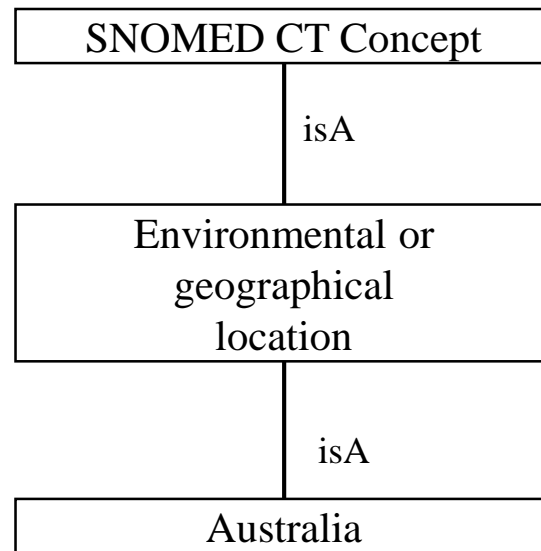 SNOMED CT Concept
isA
Environmental or
geographical
location
isA
Australia